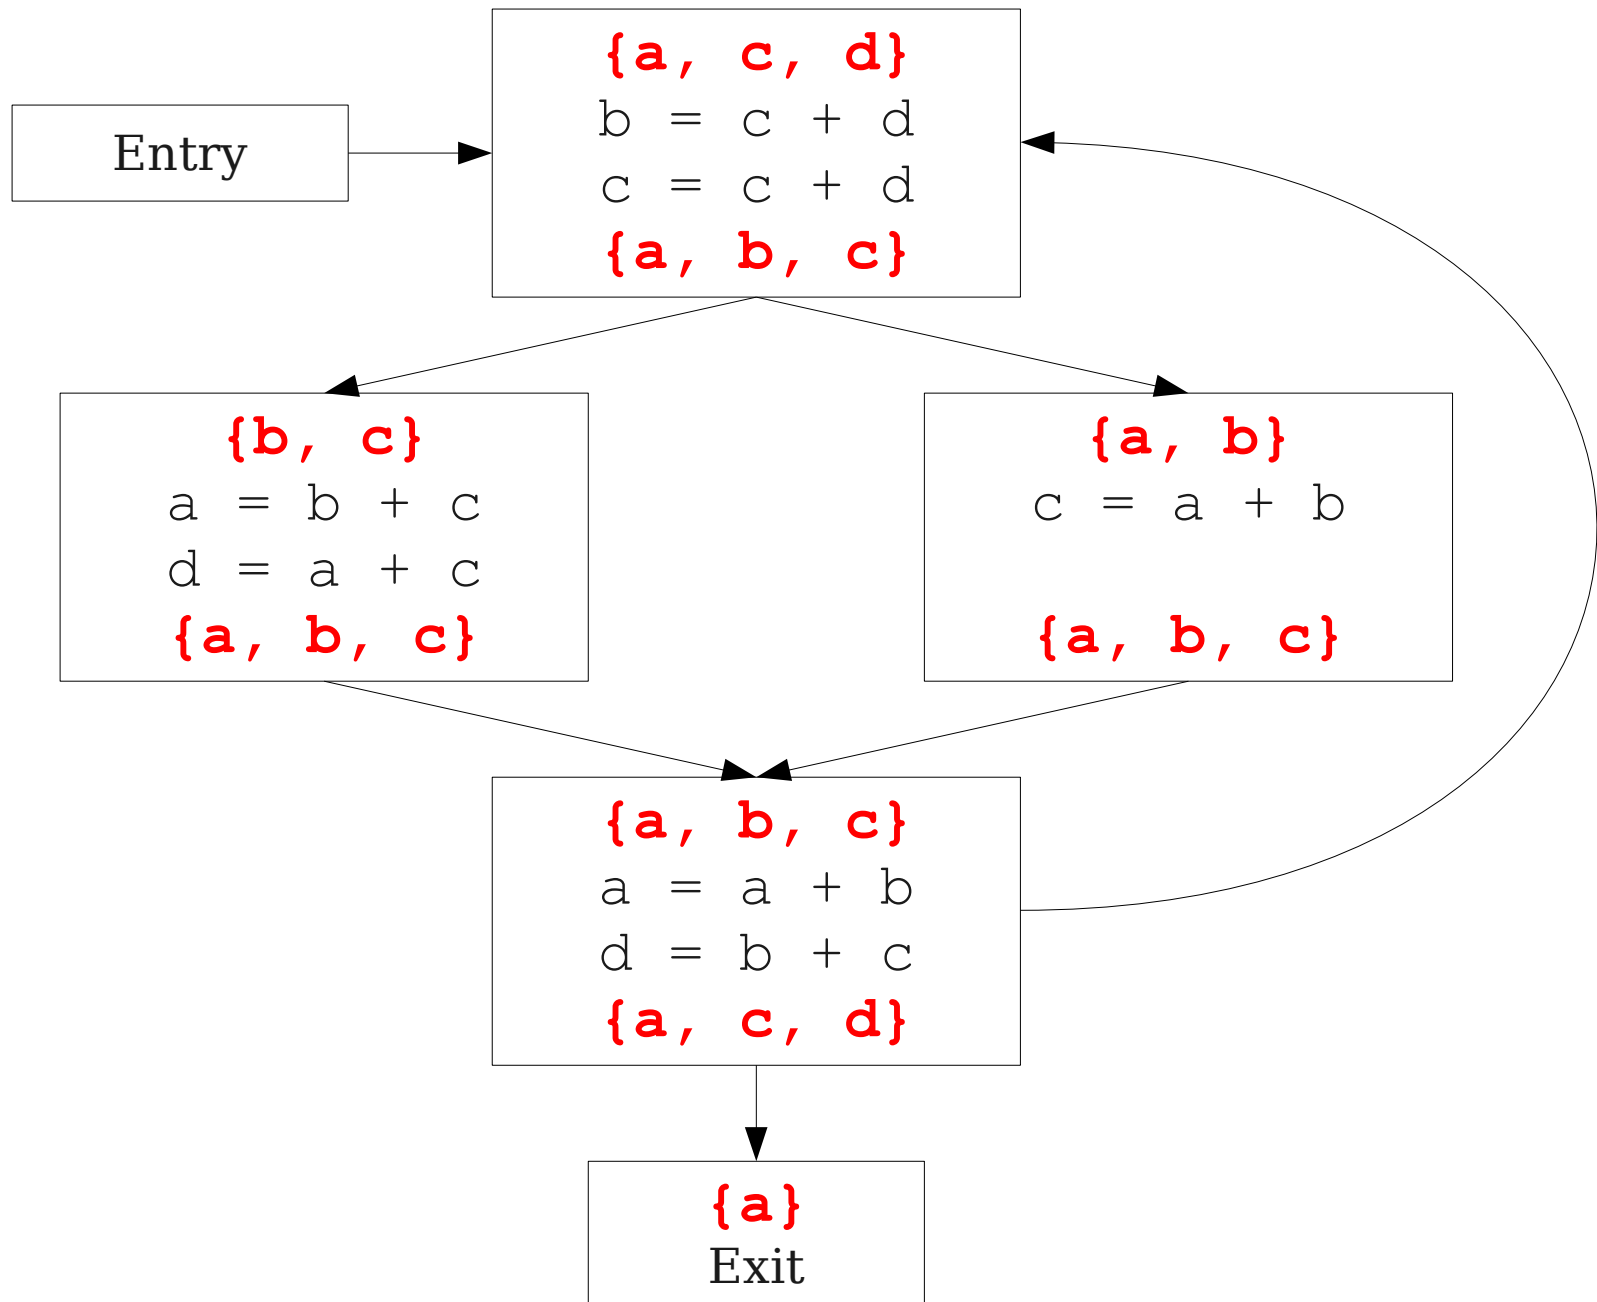 {a, c, d}
b = c + d
c = c + d
{a, b, c}
Entry
{b, c}
a = b + c
d = a + c
{a, b, c}
{a, b}
c = a + b
{a, b, c}
{a, b, c}
a = a + b
d = b + c
{a, c, d}
{a}
Exit